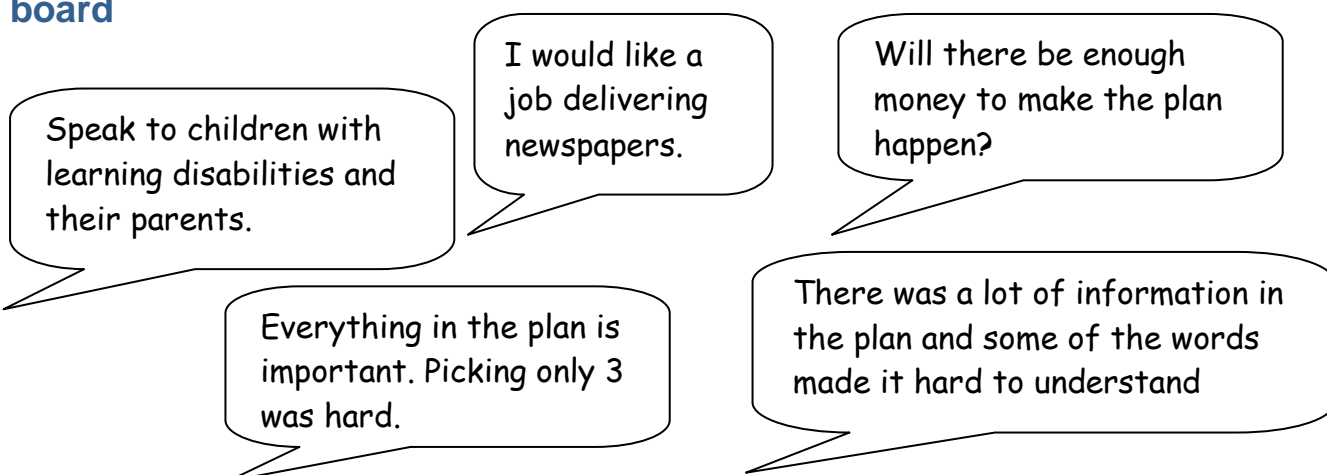 board
Speak to children with
learning disabilities and
their parents.
I would like a
job delivering
newspapers.
Will there be enough
money to make the plan
happen?
Everything in the plan is
important. Picking only 3
was hard.
There was a lot of information in
the plan and some of the words
made it hard to understand